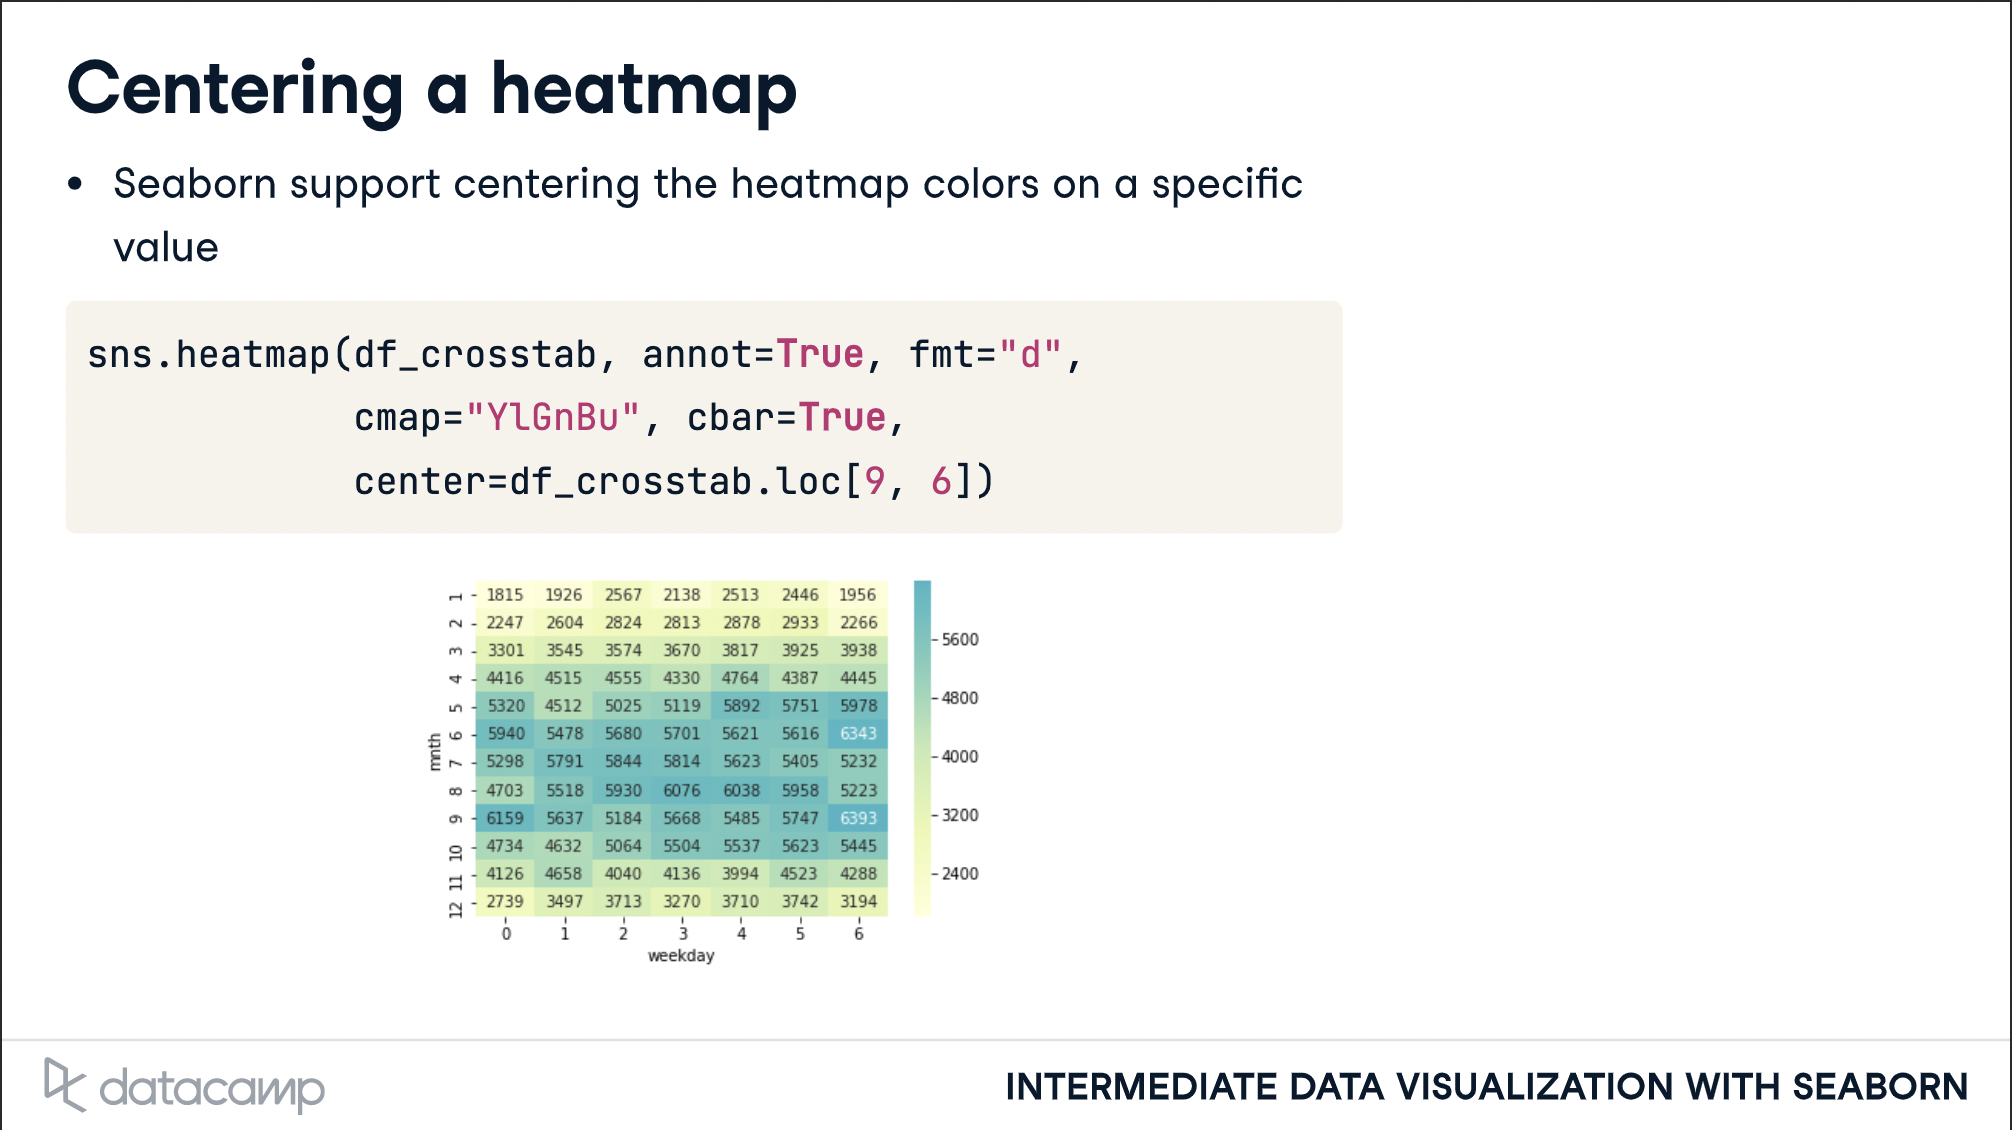 Centering a heatmap
• Seaborn support centering the heatmap colors on a specific
value
sns.heatmap(df_crosstab, annot=True, fmt="d",
cmap="YlGnBu", cbar=True,
center=df_crosstab.loc[9, 6])
1 1815 1926 2567 2138 2513 2446 1956
2 2247 2604 2824 2813 2878 2933 2266
3 3301 3545 3574 3670 3817 3925 3938
4 4416 4515 4555 4330 4764 4387 4445
5 5320 4512 5025 5119 5892 5751 5978
6 5940 5478 5680 5701 5621 5616 6343
7 5298 5791 5844 5814 5623 5405 5232
8 4703 5518 5930 6076 6038 5958 5223
9 6159 5637 5184 5668 5485 5747 6393
10 4734 4632 5064 5504 5537 5623 5445
11 4126 4658 4040 4136 3994 4523 4288
12 2739 3497 3713 3270 3710 3742 3194
mnth
0 1 2 3 4 5 6
weekday
5600
4800
4000
3200
2400
datacamp
INTERMEDIATE DATA VISUALIZATION WITH SEABORN